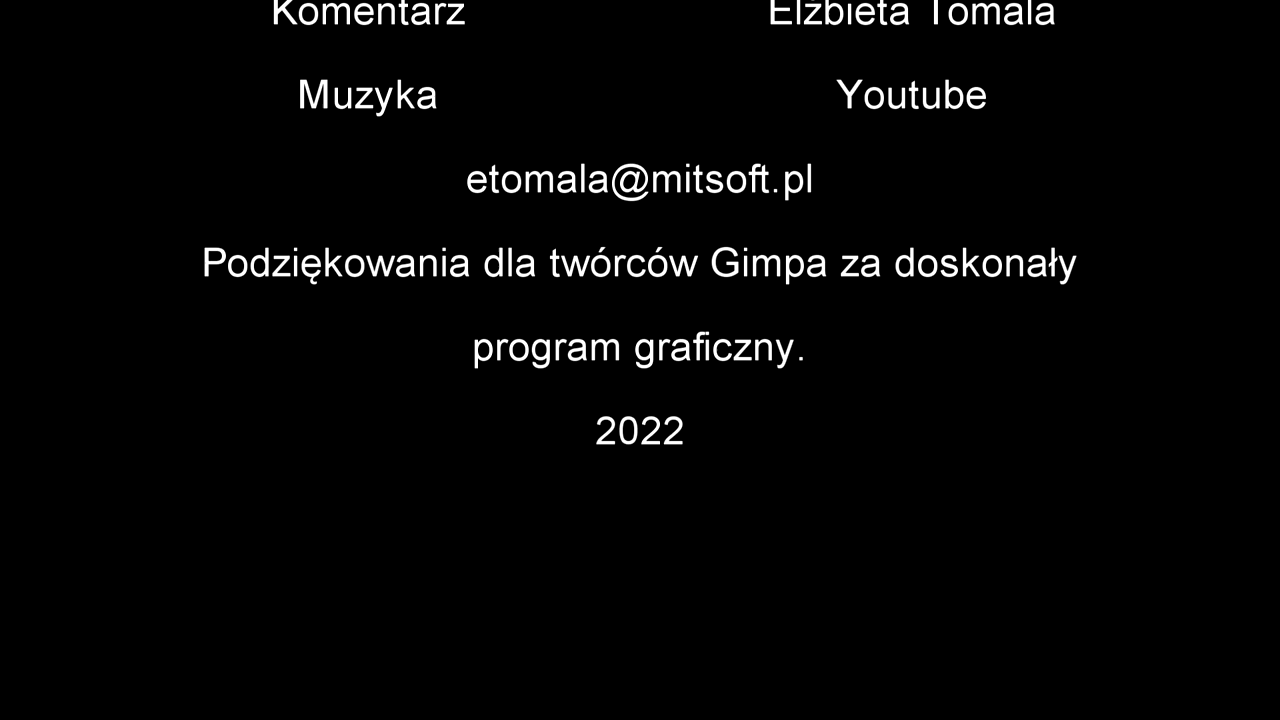 Komentarz Elżbieta Tomala
Muzyka Youtube
etomala@mitsoft.pl
Podziękowania dla twórców Gimpa za doskonały
program graficzny.
2022